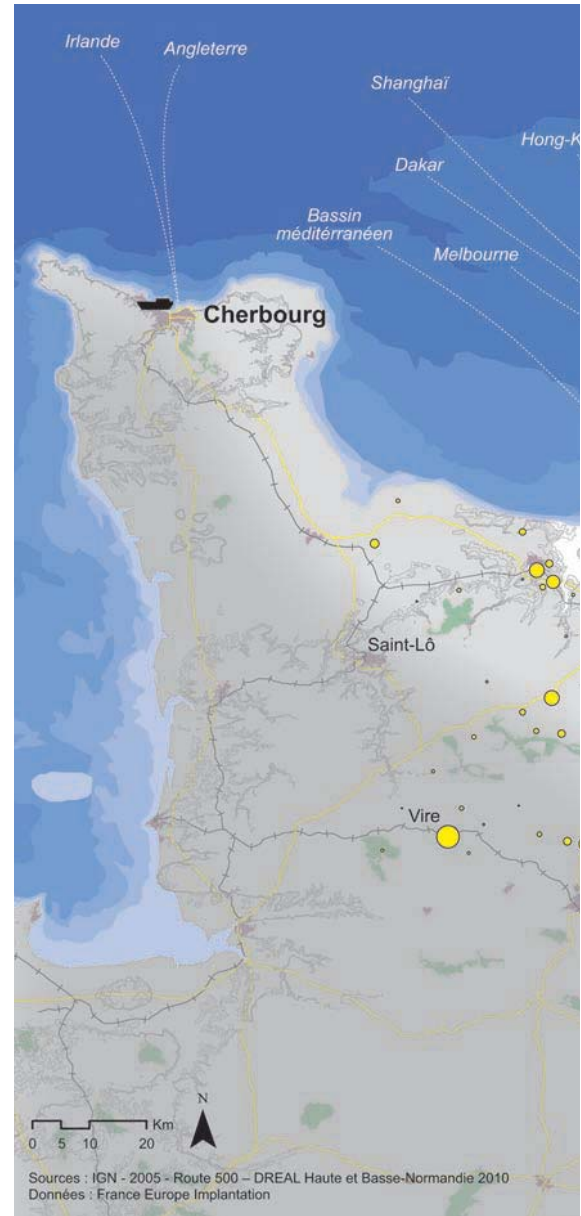 Irlande
Angleterre
Shanghaï
Hong-K
Dakar
Bassin
méditérranéen
Melbourne
Cherbourg
Saint-Lô
Vire
N
Km
0 5 10 20
Sources : IGN - 2005 - Route 500 – DREAL Haute et Basse-Normandie 2010
Données : France Europe Implantation